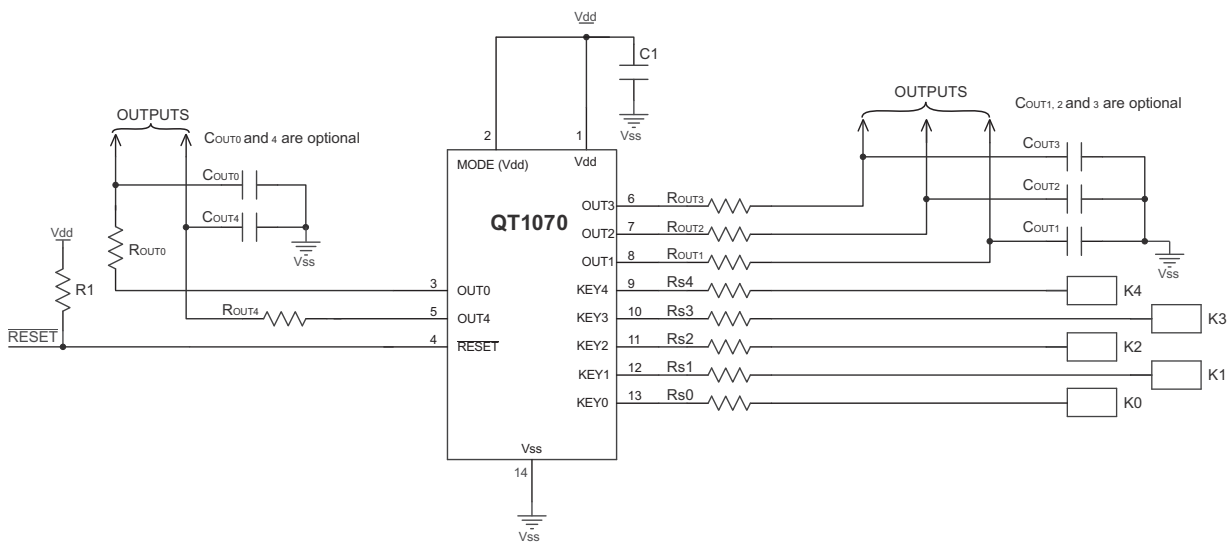 Vdd
C1
Vss
OUTPUTS
COUT0 and 4 are optional
COUT0
COUT4
Vss
Vdd
R1
ROUT0
ROUT4
RESET
OUTPUTS
COUT1, 2 and 3 are optional
COUT3
COUT2
COUT1
Vss
2
1
MODE (Vdd)
Vdd
QT1070
3
OUT0
5
OUT4
4
RESET
OUT3
6
ROUT3
OUT2
7
ROUT2
OUT1
8
ROUT1
KEY4
9
Rs4
K4
KEY3
10
Rs3
K3
KEY2
11
Rs2
K2
KEY1
12
Rs1
K1
KEY0
13
Rs0
K0
Vss
14
Vss